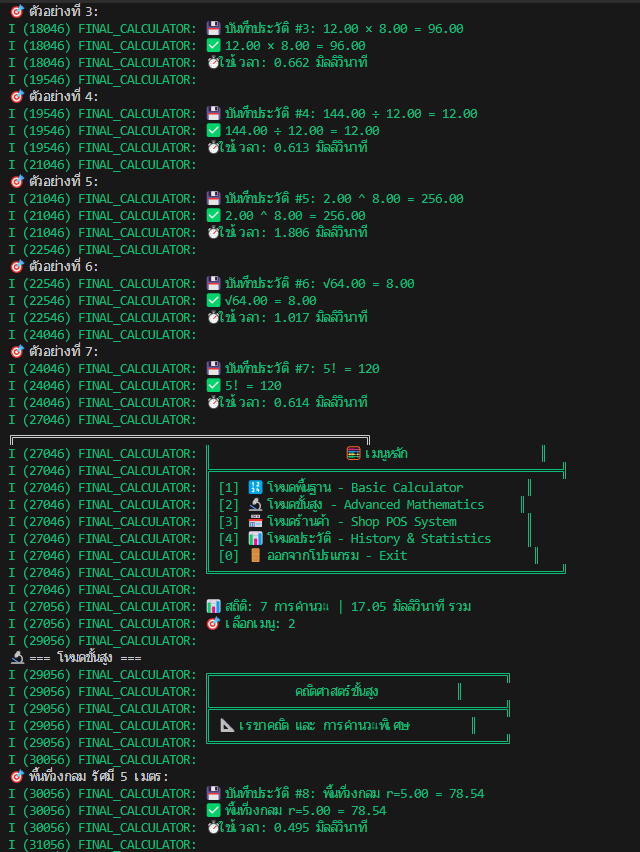 🎯 ตัวอย่างที่ 3:
I (18046) FINAL_CALCULATOR: 💾 บันทึกประวัติ #3: 12.00 × 8.00 = 96.00
I (18046) FINAL_CALCULATOR: ✅ 12.00 × 8.00 = 96.00
I (18046) FINAL_CALCULATOR: ⏱️ใช้เวลา: 0.662 มิลลิวินาที
I (19546) FINAL_CALCULATOR:
🎯 ตัวอย่างที่ 4:
I (19546) FINAL_CALCULATOR: 💾 บันทึกประวัติ #4: 144.00 ÷ 12.00 = 12.00
I (19546) FINAL_CALCULATOR: ✅ 144.00 ÷ 12.00 = 12.00
I (19546) FINAL_CALCULATOR: ⏱️ใช้เวลา: 0.613 มิลลิวินาที
I (21046) FINAL_CALCULATOR:
🎯 ตัวอย่างที่ 5:
I (21046) FINAL_CALCULATOR: 💾 บันทึกประวัติ #5: 2.00 ^ 8.00 = 256.00
I (21046) FINAL_CALCULATOR: ✅ 2.00 ^ 8.00 = 256.00
I (21046) FINAL_CALCULATOR: ⏱️ใช้เวลา: 1.806 มิลลิวินาที
I (22546) FINAL_CALCULATOR:
🎯 ตัวอย่างที่ 6:
I (22546) FINAL_CALCULATOR: 💾 บันทึกประวัติ #6: √64.00 = 8.00
I (22546) FINAL_CALCULATOR: ✅ √64.00 = 8.00
I (22546) FINAL_CALCULATOR: ⏱️ใช้เวลา: 1.017 มิลลิวินาที
I (24046) FINAL_CALCULATOR:
🎯 ตัวอย่างที่ 7:
I (24046) FINAL_CALCULATOR: 💾 บันทึกประวัติ #7: 5! = 120
I (24046) FINAL_CALCULATOR: ✅ 5! = 120
I (24046) FINAL_CALCULATOR: ⏱️ใช้เวลา: 0.614 มิลลิวินาที
I (27046) FINAL_CALCULATOR:
I (27046) FINAL_CALCULATOR: ║ 🧮 เมนูหลัก ║
I (27046) FINAL_CALCULATOR:
I (27046) FINAL_CALCULATOR: ║ [1] 🔢 โหมดพื้นฐาน - Basic Calculator ║
I (27046) FINAL_CALCULATOR: ║ [2] 🔬 โหมดขั้นสูง - Advanced Mathematics ║
I (27046) FINAL_CALCULATOR: ║ [3] 🏪 โหมดร้านค้า - Shop POS System ║
I (27046) FINAL_CALCULATOR: ║ [4] 📊 โหมดประวัติ - History & Statistics ║
I (27046) FINAL_CALCULATOR: ║ [0] 🚪 ออกจากโปรแกรม - Exit ║
I (27046) FINAL_CALCULATOR:
I (27046) FINAL_CALCULATOR:
I (27056) FINAL_CALCULATOR: 📊 สถิติ: 7 การคำนวณ | 17.05 มิลลิวินาที รวม
I (27056) FINAL_CALCULATOR: 🎯 เลือกเมนู: 2
I (29056) FINAL_CALCULATOR:
🔬 === โหมดขั้นสูง ===
I (29056) FINAL_CALCULATOR:
I (29056) FINAL_CALCULATOR: ║ คณิตศาสตร์ขั้นสูง ║
I (29056) FINAL_CALCULATOR:
I (29056) FINAL_CALCULATOR: ║ 📐 เรขาคณิต และ การคำนวณพิเศษ ║
I (29056) FINAL_CALCULATOR:
I (30056) FINAL_CALCULATOR:
🎯 พื้นที่วงกลม รัศมี 5 เมตร:
I (30056) FINAL_CALCULATOR: 💾 บันทึกประวัติ #8: พื้นที่วงกลม r=5.00 = 78.54
I (30056) FINAL_CALCULATOR: ✅ พื้นที่วงกลม r=5.00 = 78.54
I (30056) FINAL_CALCULATOR: ⏱️ใช้เวลา: 0.495 มิลลิวินาที
I (31056) FINAL_CALCULATOR: